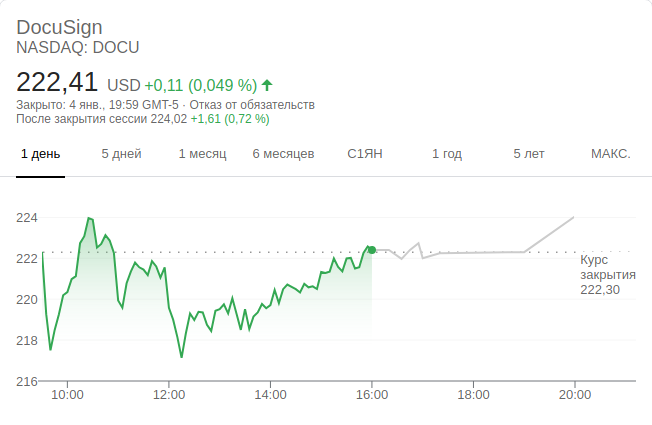 DocuSign
NASDAQ: DOCU
222,41 USD +0,11 (0,049 %)
Закрыто: 4 янв., 19:59 GMT-5 · Отказ от обязательств
После закрытия сессии 224,02 +1,61 (0,72 %)
1 день 5 дней 1 месяц 6 месяцев С1ЯН 1 год 5 лет МАКС.
224
222
Курс
закрытия
222,30
220
218
216
10:00 12:00 14:00 16:00 18:00 20:00